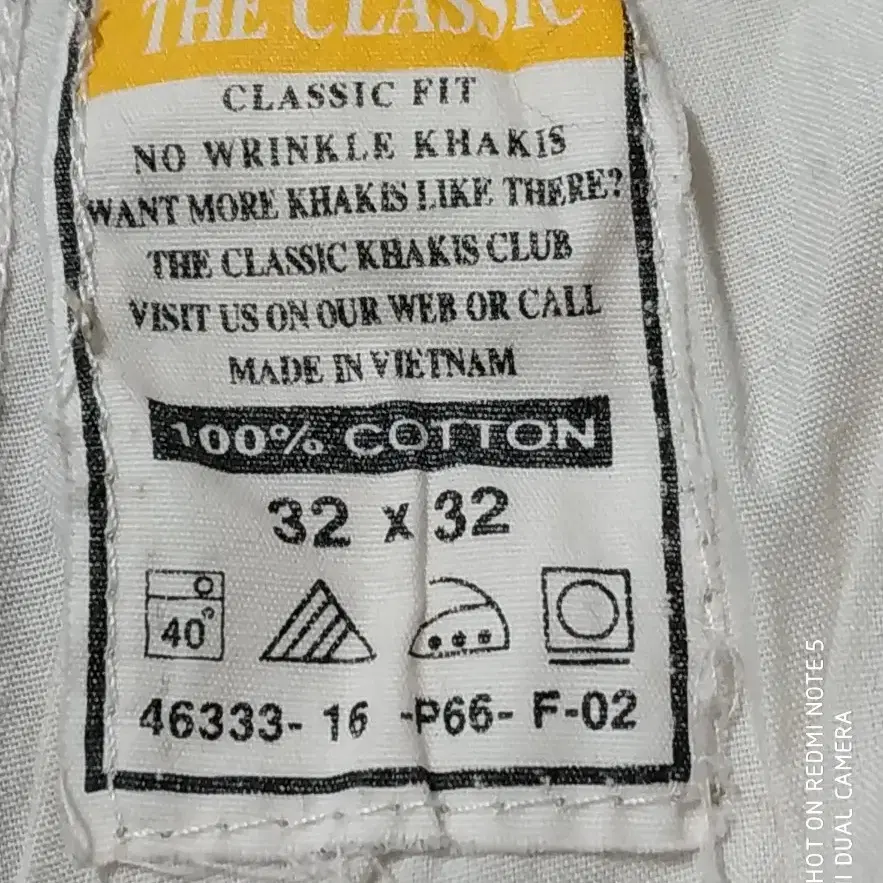 THE CLASSIC
CLASSIC FIT
NO WRINKLE KHAKIS
WANT MORE KHAKIS LIKE THERE?
THE CLASSIC KHAKIS CLUB
VISIT US ON OUR WEB OR CALL
MADE IN VIETNAM
100% COTTON
32 x 32
40°
46333- 16 -P66- F-02
HOT ON REDMI NOTE 5
I DUAL CAMERA